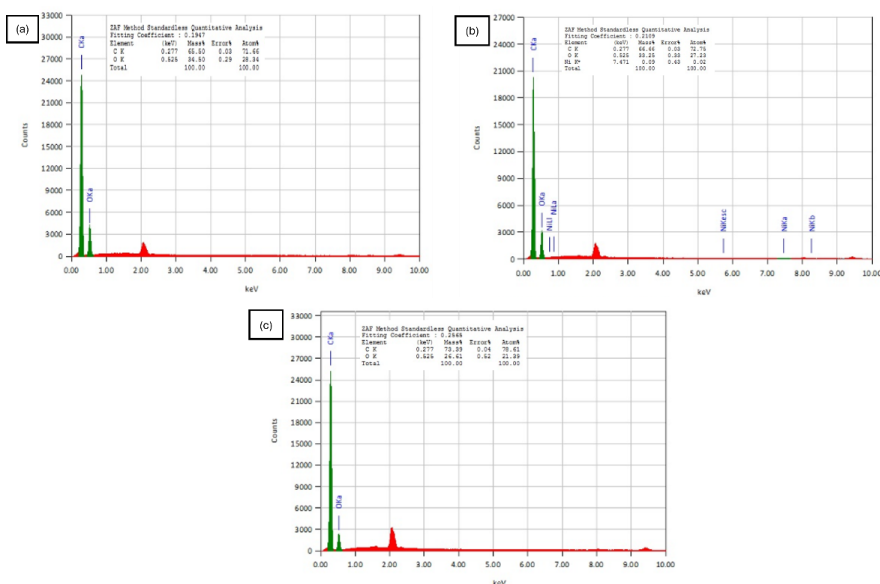 (a)
ZAF Method Standardless Quantitative Analysis
Fitting Coefficient : 0.1947
Element (keV) Mass% Error% Atom%
C K 0.277 65.50 0.03 71.66
O K 0.525 34.50 0.29 28.34
Total 100.00 100.00
CKa
OKa
Counts
33000
30000
27000
24000
21000
18000
15000
12000
9000
6000
3000
0
0.00 1.00 2.00 3.00 4.00 5.00 6.00 7.00 8.00 9.00 10.00
keV
(b)
ZAF Method Standardless Quantitative Analysis
Fitting Coefficient :
Element (keV) Mass% Error% Atom%
C K 0.277 66.66 0.03 72.75
O K 0.525 33.25 0.33 27.23
Ni K* 7.471 0.09 0.63 0.02
Total 100.00 100.00
CKa
OKa
NiLl
NiLa
NiKesc
NiKa
NiKb
Counts
27000
24000
21000
18000
15000
12000
9000
6000
3000
0
0.00 1.00 2.00 3.00 4.00 5.00 6.00 7.00 8.00 9.00 10.00
keV
(c)
ZAF Method Standardless Quantitative Analysis
Fitting Coefficient :
Element (keV) Mass% Error% Atom%
C K 0.277 73.39 0.04 78.61
O K 0.525 26.61 0.52 21.39
Total 100.00 100.00
CKa
OKa
Counts
33000
30000
27000
24000
21000
18000
15000
12000
9000
6000
3000
0
0.00 1.00 2.00 3.00 4.00 5.00 6.00 7.00 8.00 9.00 10.00
keV